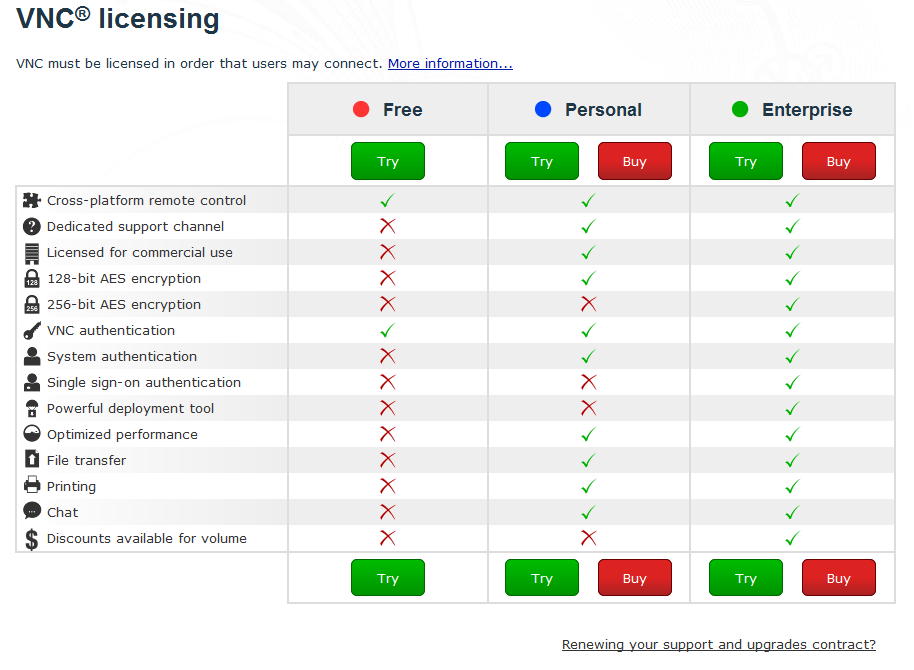 VNC® licensing
VNC must be licensed in order that users may connect. More information...
Free Personal Enterprise
Try Try Buy Try Buy
Cross-platform remote control
Dedicated support channel
Licensed for commercial use
128 128-bit AES encryption
256 256-bit AES encryption
VNC authentication
System authentication
Single sign-on authentication
Powerful deployment tool
Optimized performance
File transfer
Printing
Chat
$ Discounts available for volume
Try Try Buy Try Buy
Renewing your support and upgrades contract?